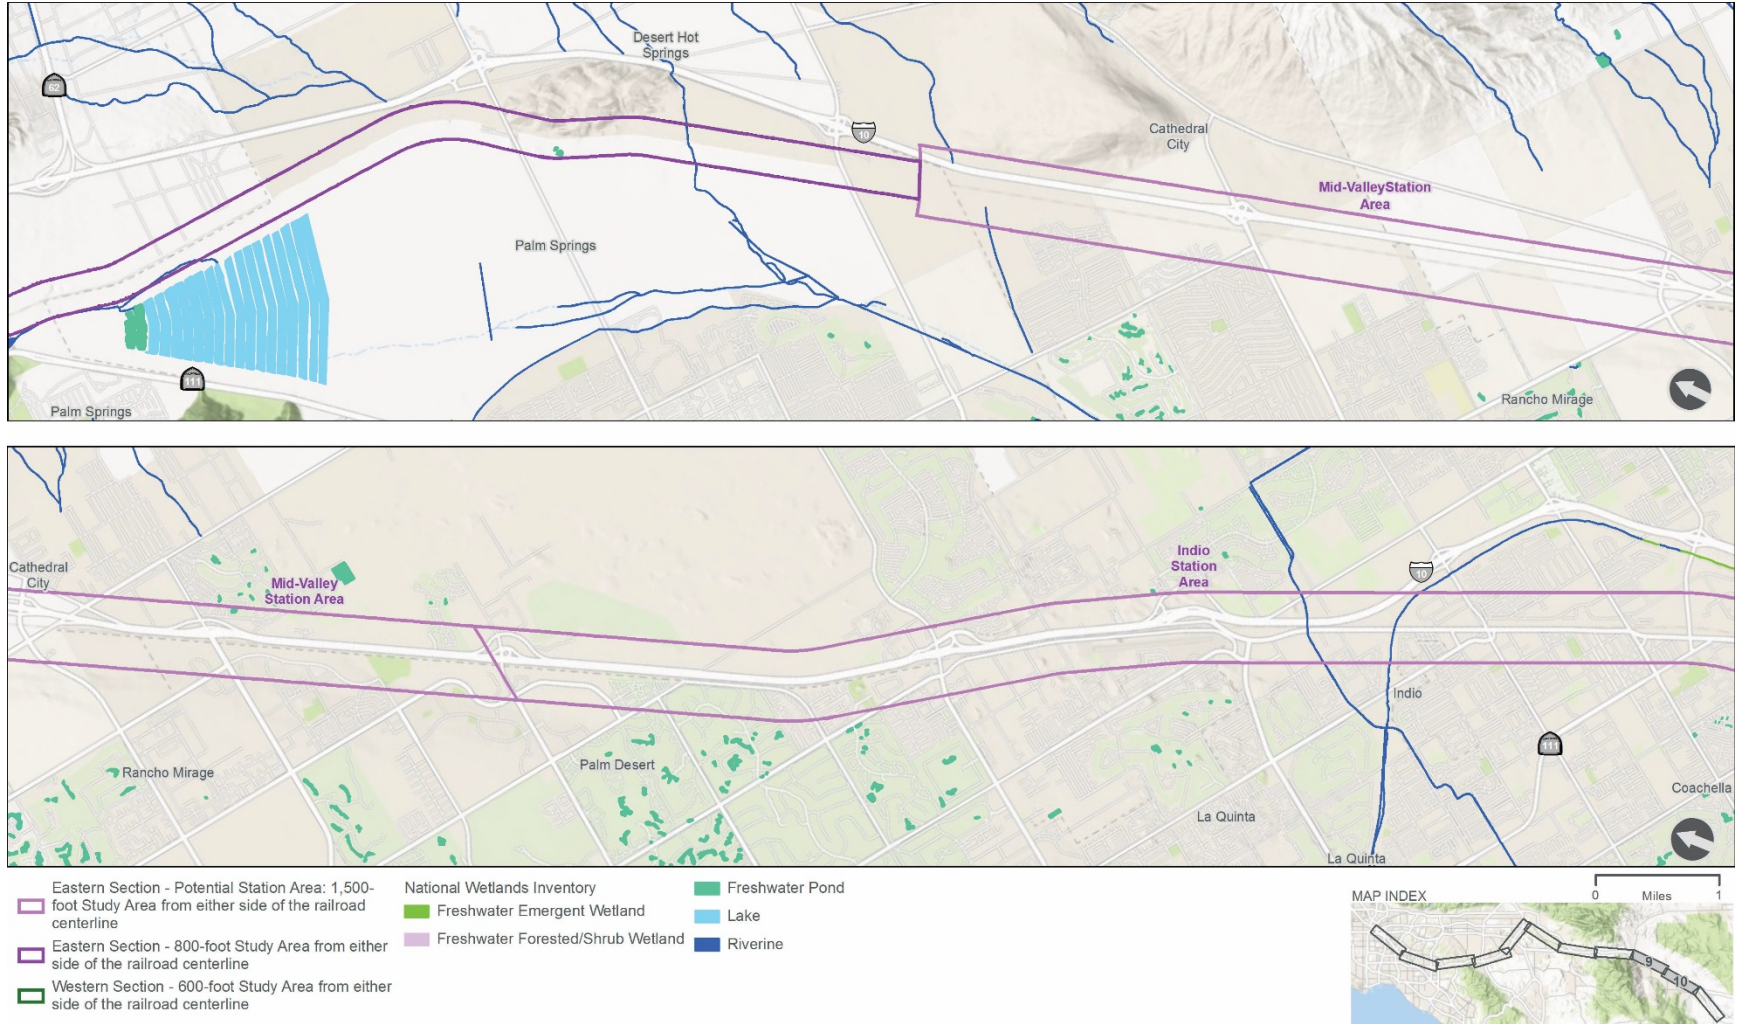 Desert Hot
Springs
62
10
Cathedral
City
Mid-ValleyStation
Area
Palm Springs
111
Palm Springs
Rancho Mirage
Cathedral
City
Mid-Valley
Station Area
Indio
Station
Area
10
Indio
111
Rancho Mirage
Palm Desert
Coachella
La Quinta
La Quinta
Eastern Section - Potential Station Area: 1,500-
foot Study Area from either side of the railroad
centerline
Eastern Section - 800-foot Study Area from either
side of the railroad centerline
Western Section - 600-foot Study Area from either
side of the railroad centerline
National Wetlands Inventory
Freshwater Emergent Wetland
Freshwater Forested/Shrub Wetland
Freshwater Pond
Lake
Riverine
0 Miles 1
MAP INDEX
9
10